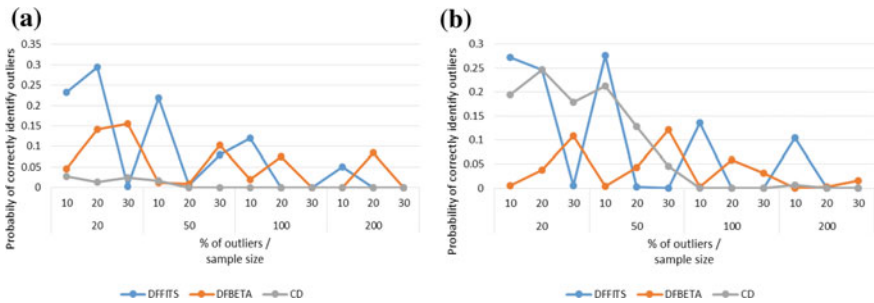 (a)
Probabliy of correctly identify outliers
0.35
0.3
0.25
0.2
0.15
0.1
0.05
0
10 20 30 10 20 30 10 20 30 10 20 30
20 50 100 200
% of outliers /
sample size
DFFITS DFBETA CD
(b)
Probability of correctly identify outliers
0.3
0.25
0.2
0.15
0.1
0.05
0
10 20 30 10 20 30 10 20 30 10 20 30
20 50 100 200
% of outliers /
sample size
DFFITS DFBETA CD